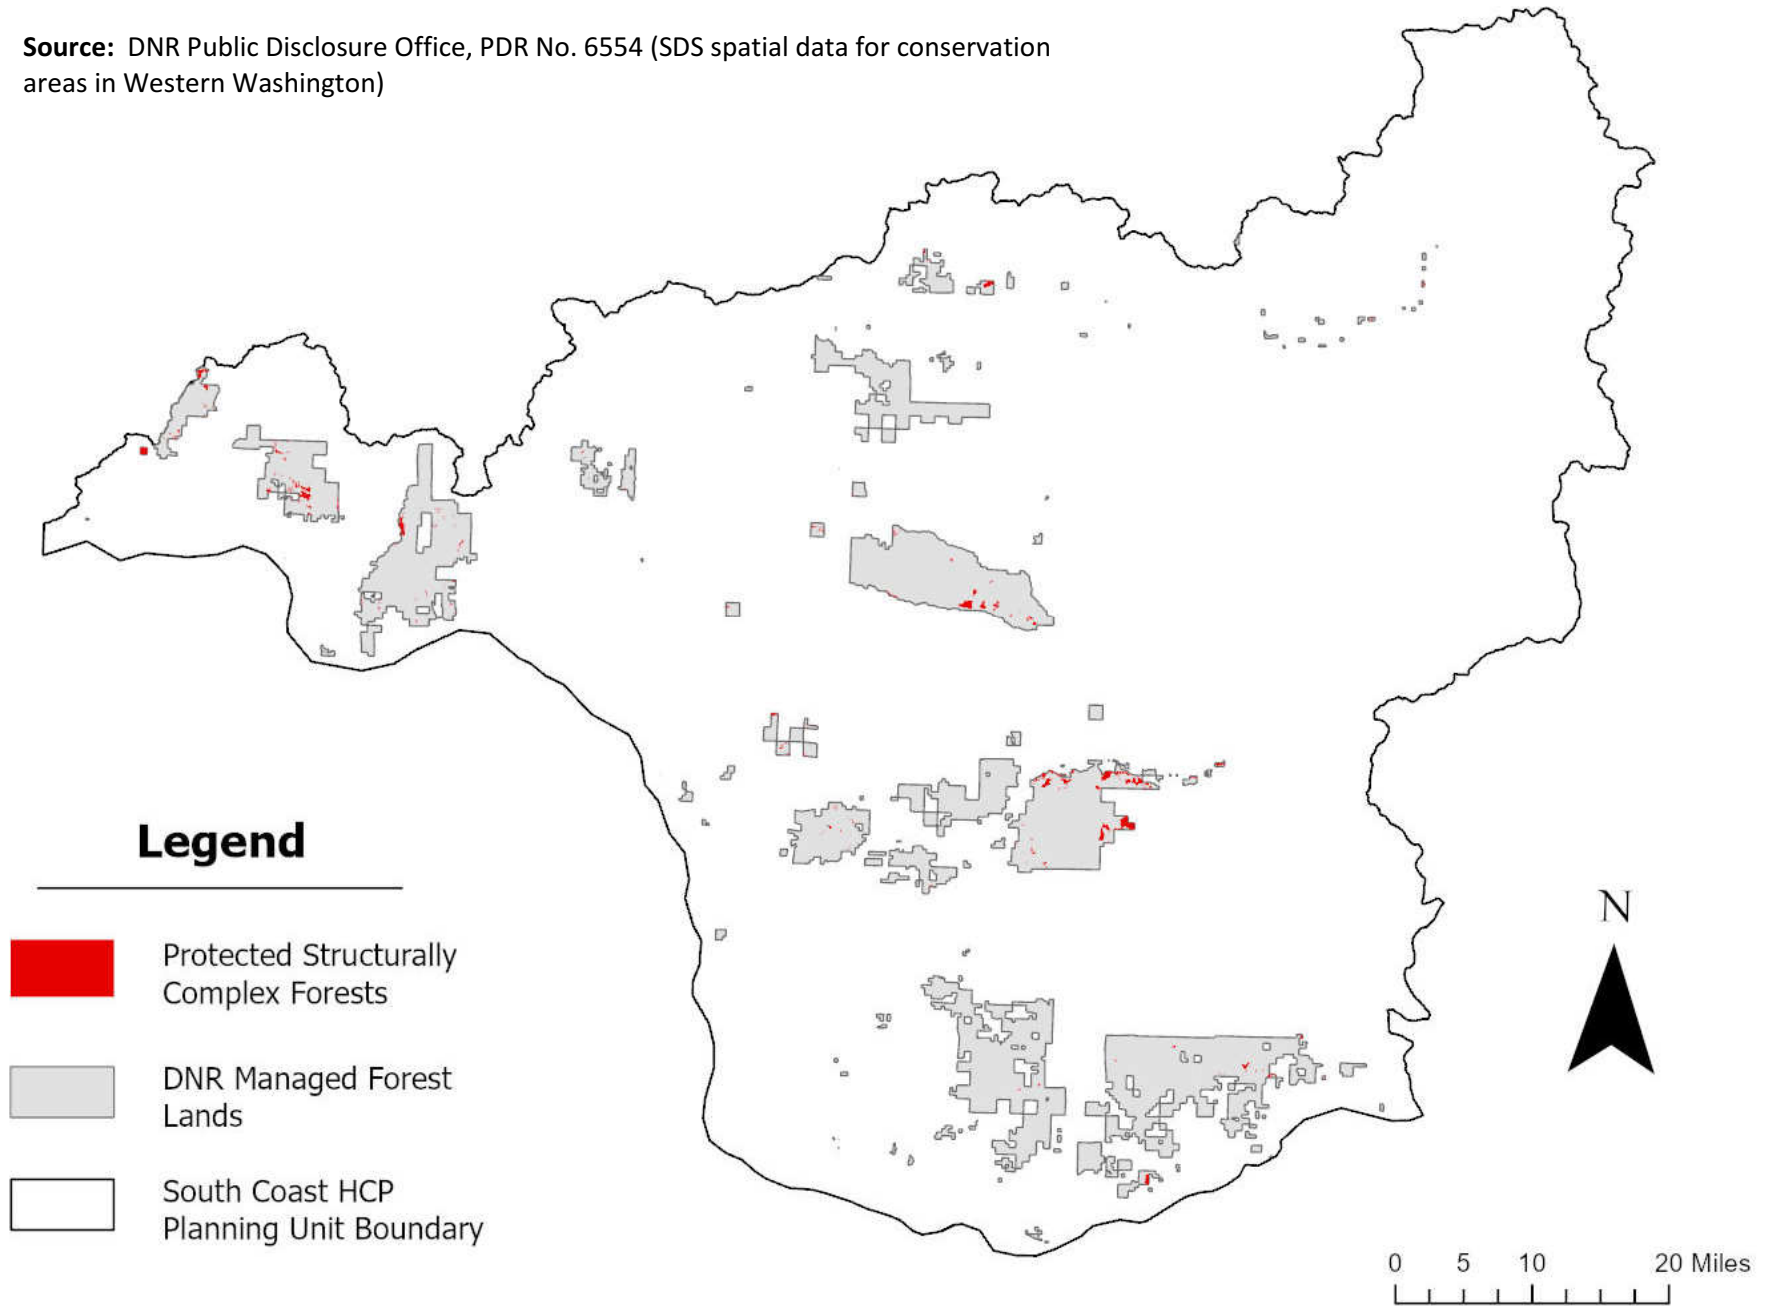 Source: DNR Public Disclosure Office, PDR No. 6554 (SDS spatial data for conservation
areas in Western Washington)
Legend
Protected Structurally
Complex Forests
DNR Managed Forest
Lands
South Coast HCP
Planning Unit Boundary
N
0 5 10 20 Miles